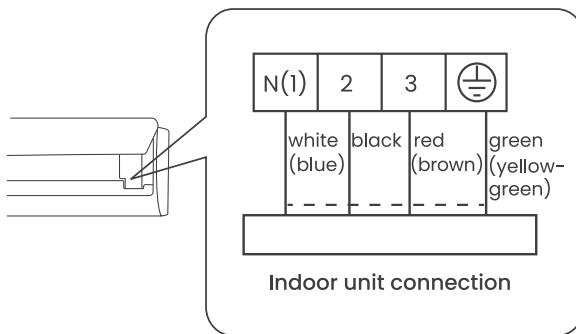 N(1) 2 3
white black red green
(blue) (brown) (yellow-
green)
Indoor unit connection